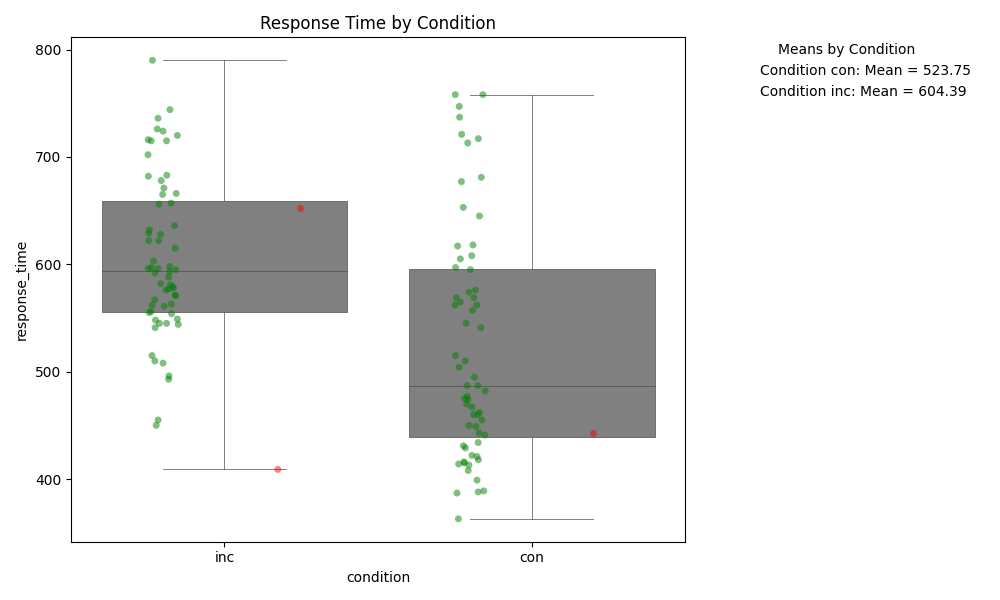 Response Time by Condition
Means by Condition
Condition con: Mean = 523.75
Condition inc: Mean = 604.39
800
700
600
500
400
response_time
inc
con
condition